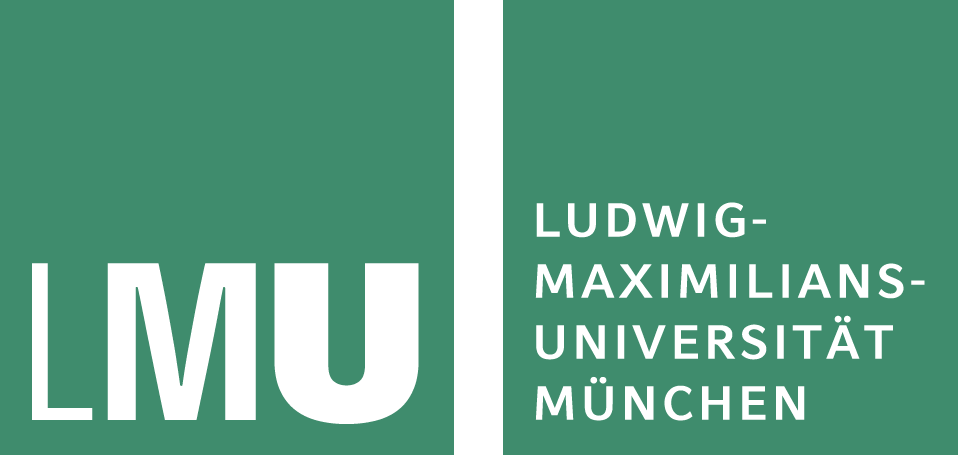 LMU
LUDWIG-
MAXIMILIANS-
UNIVERSITÄT
MÜNCHEN